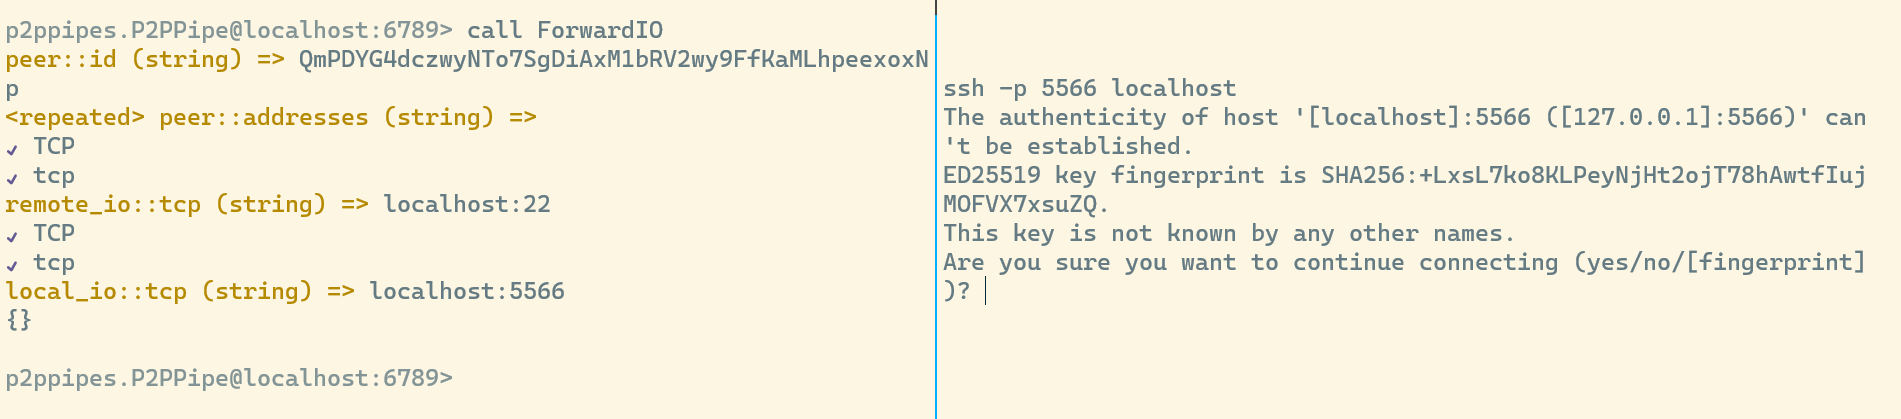 p2ppipes.P2PPipe@localhost:6789> call ForwardIO
peer::id (string) => QmPDYG4dczwyNTo7SgDiAxM1bRV2wy9FfKaMLhpeexoxN
p
<repeated> peer::addresses (string) =>
✔ TCP
✔ tcp
remote_io::tcp (string) => localhost:22
✔ TCP
✔ tcp
local_io::tcp (string) => localhost:5566
{}
p2ppipes.P2PPipe@localhost:6789>
ssh -p 5566 localhost
The authenticity of host '[localhost]:5566 ([127.0.0.1]:5566)' can
't be established.
ED25519 key fingerprint is SHA256:+LxsL7ko8KLPeyNjHt2ojT78hAwtfIuj
MOFVX7xsuZQ.
This key is not known by any other names.
Are you sure you want to continue connecting (yes/no/[fingerprint]
)?